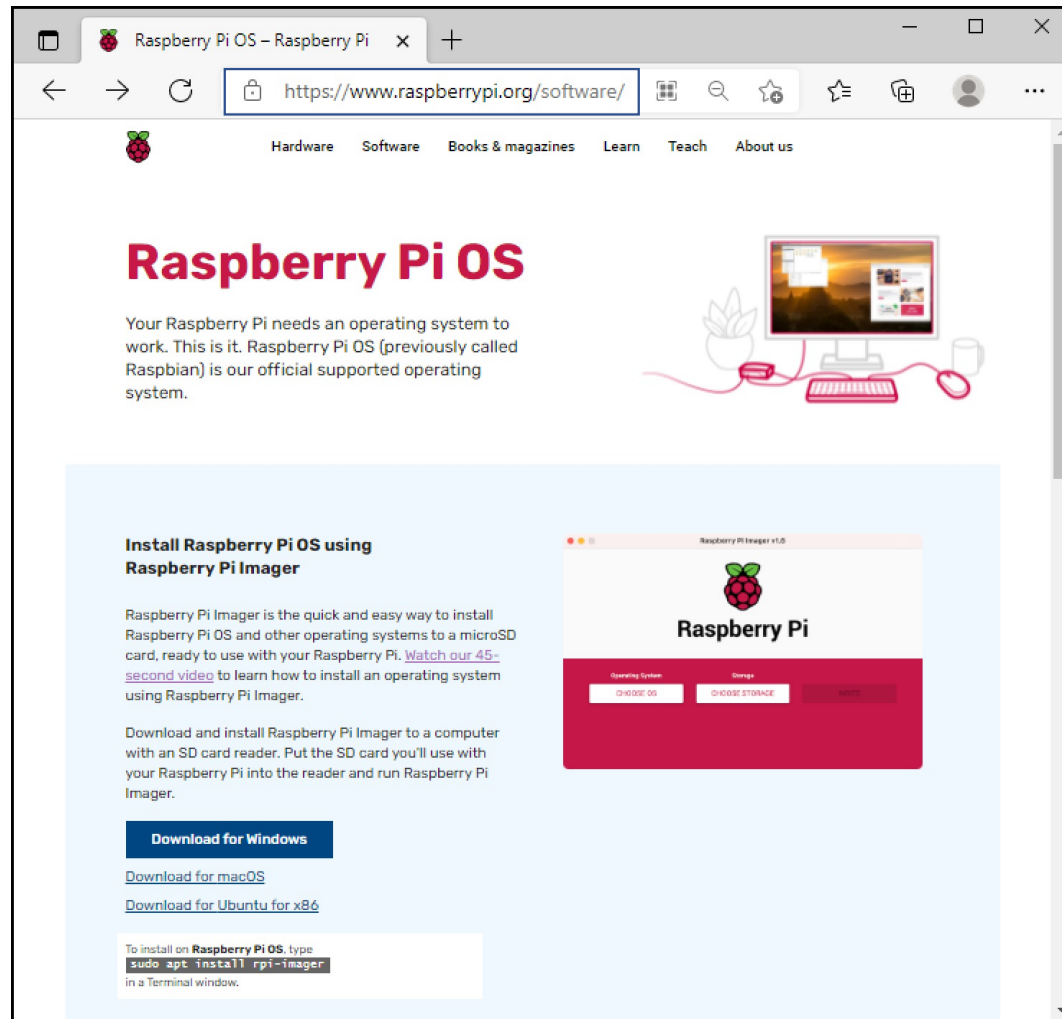 Raspberry Pi OS – Raspberry Pi
https://www.raspberrypi.org/software/
Hardware Software Books & magazines Learn Teach About us
Raspberry Pi OS
Your Raspberry Pi needs an operating system to
work. This is it. Raspberry Pi OS (previously called
Raspbian) is our official supported operating
system.
Install Raspberry Pi OS using
Raspberry Pi Imager
Raspberry Pi Imager is the quick and easy way to install
Raspberry Pi OS and other operating systems to a microSD
card, ready to use with your Raspberry Pi. Watch our 45-
second video to learn how to install an operating system
using Raspberry Pi Imager.
Download and install Raspberry Pi Imager to a computer
with an SD card reader. Put the SD card you'll use with
your Raspberry Pi into the reader and run Raspberry Pi
Imager.
Download for Windows
Download for macOS
Download for Ubuntu for x86
To install on Raspberry Pi OS, type
sudo apt install rpi-imager
in a Terminal window.
Raspberry Pi Imager v1.6
Raspberry Pi
Operating System Storage
CHOOSE OS CHOOSE STORAGE WRITE